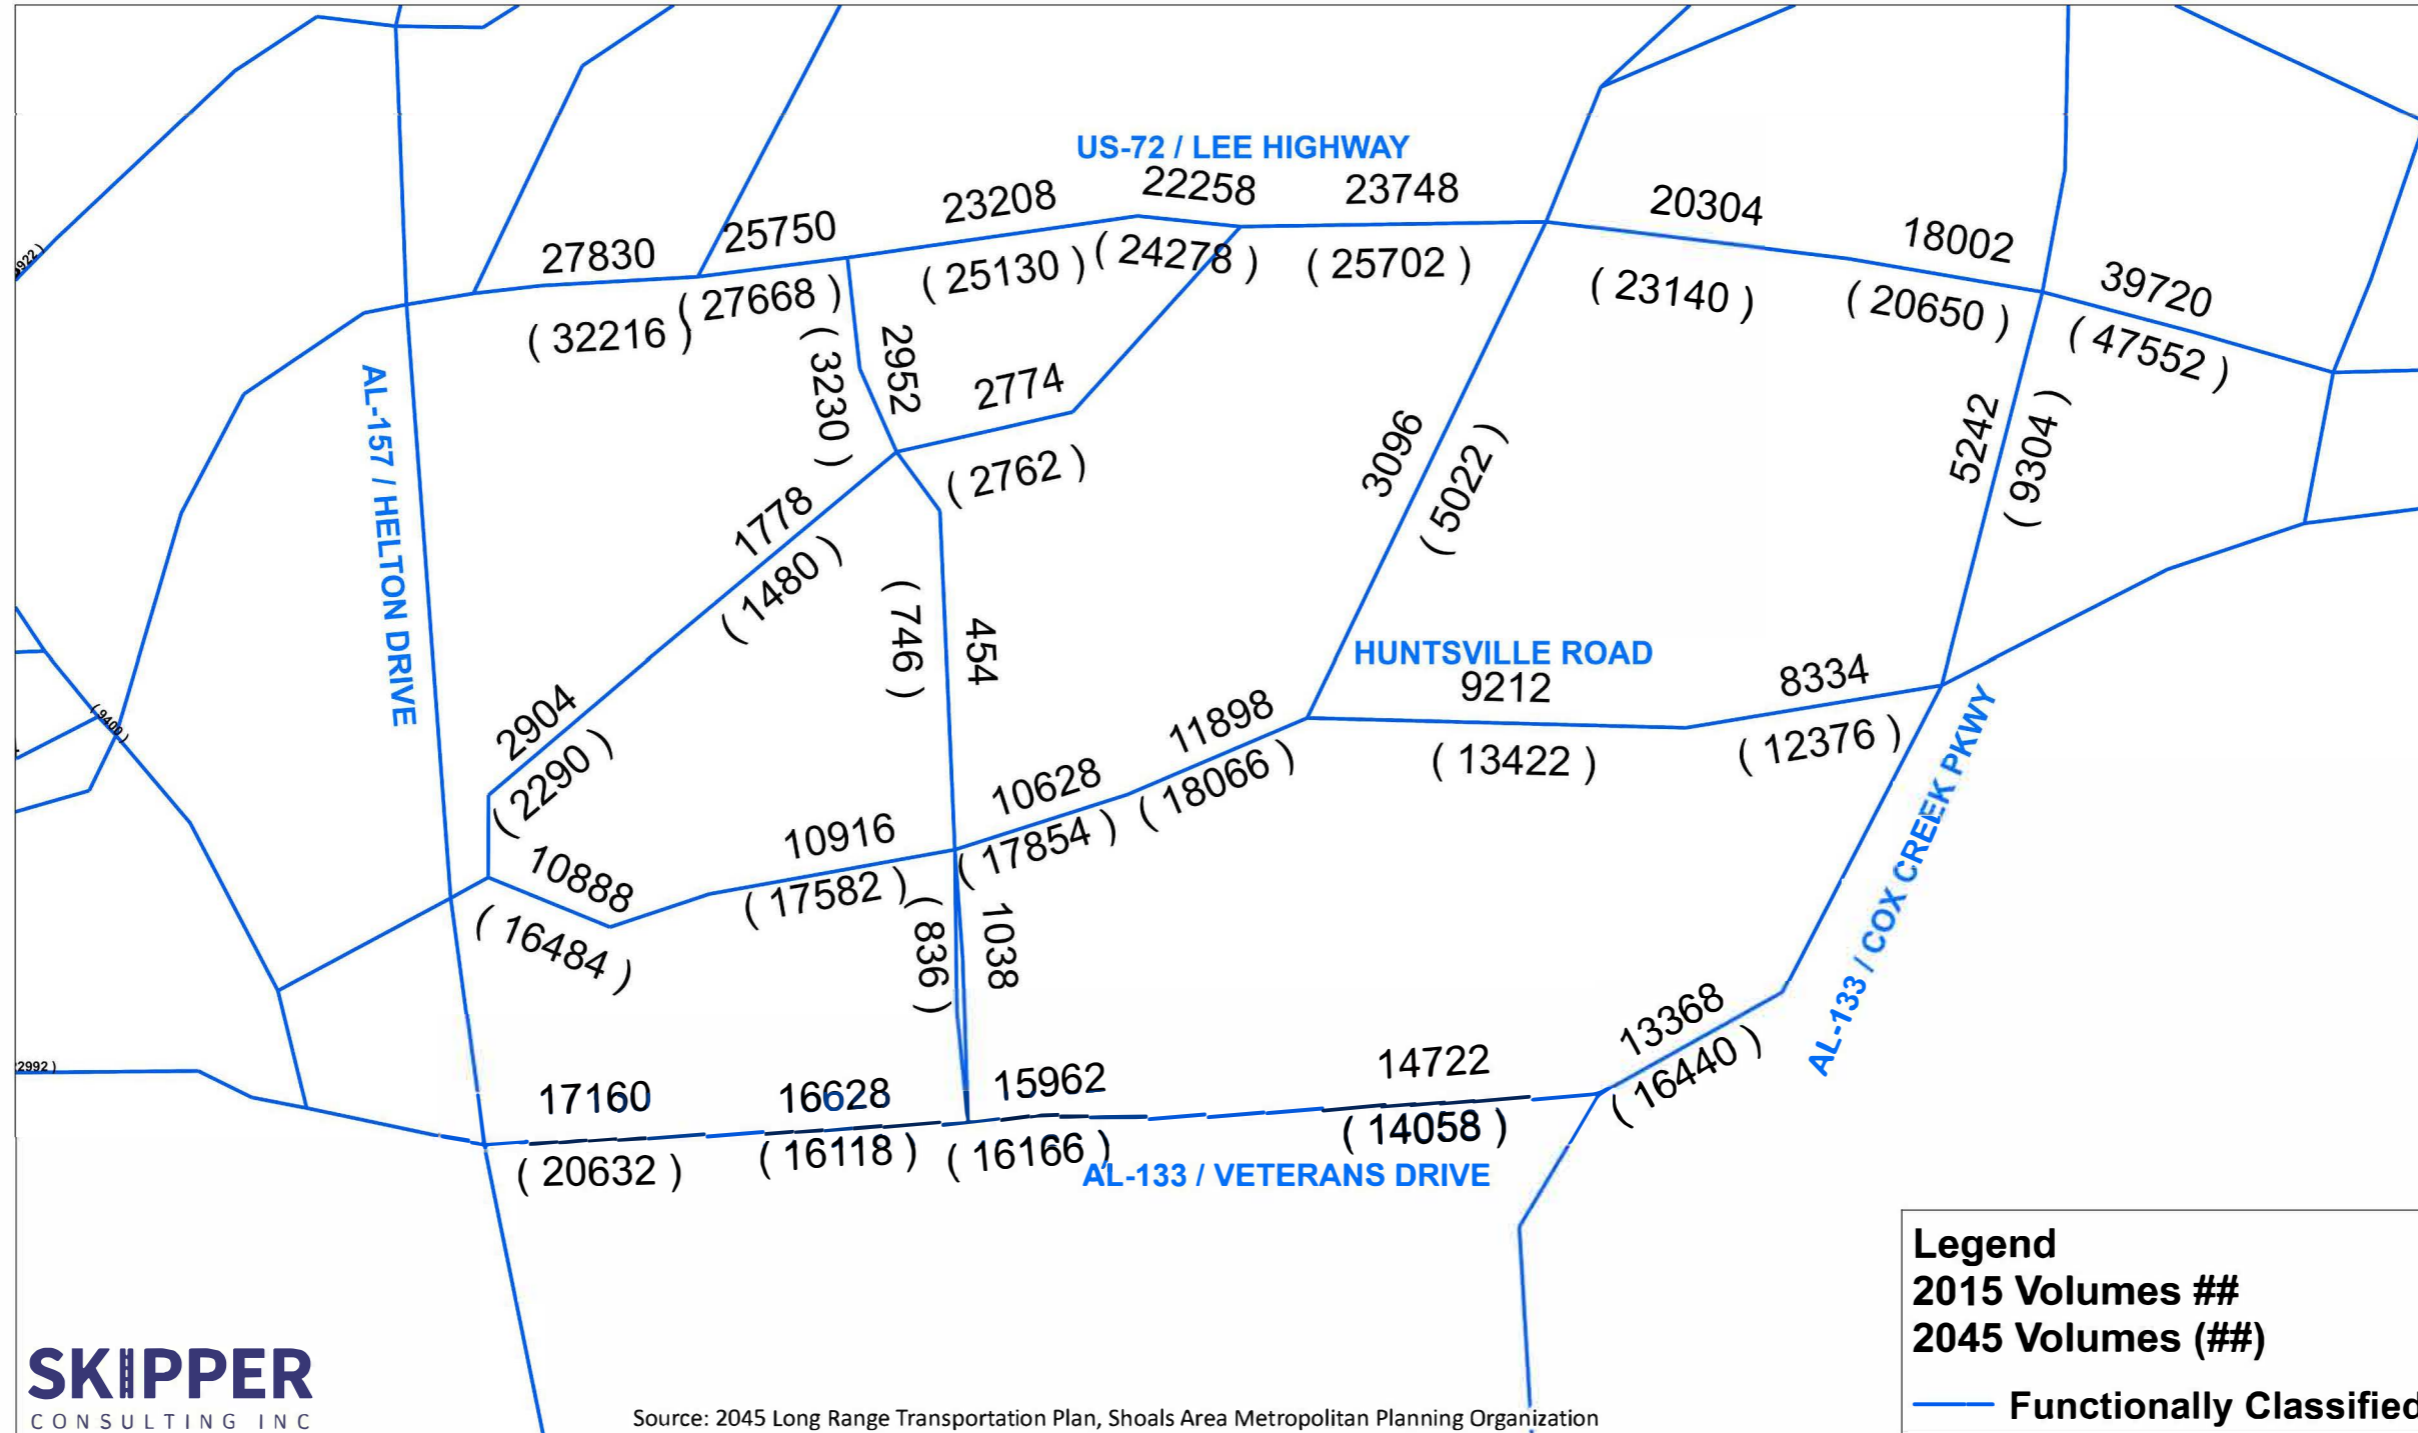 US-72 / LEE HIGHWAY
22258
23748
23208
20304
25750
18002
27830
39720
( 24278 )
( 25702 )
( 25130 )
( 23140 )
( 20650 )
( 27668 )
( 32216 )
( 47552 )
2952
( 3230 )
2774
( 2762 )
3096
( 5022 )
5242
( 9304 )
AL-157 / HELTON DRIVE
1778
( 1480 )
( 746 )
454
HUNTSVILLE ROAD
9212
8334
( 13422 )
( 12376 )
2904
( 2290 )
( 9400 )
11898
10628
( 18066 )
( 17854 )
10916
10888
( 17582 )
( 16484 )
( 836 )
1038
AL-133 / COX CREEK PKWY
13368
( 16440 )
2992 )
17160
16628
15962
14722
( 20632 )
( 16118 )
( 16166 )
( 14058 )
AL-133 / VETERANS DRIVE
Legend
2015 Volumes ##
2045 Volumes (##)
Functionally Classified
SKIPPER
CONSULTING INC
Source: 2045 Long Range Transportation Plan, Shoals Area Metropolitan Planning Organization